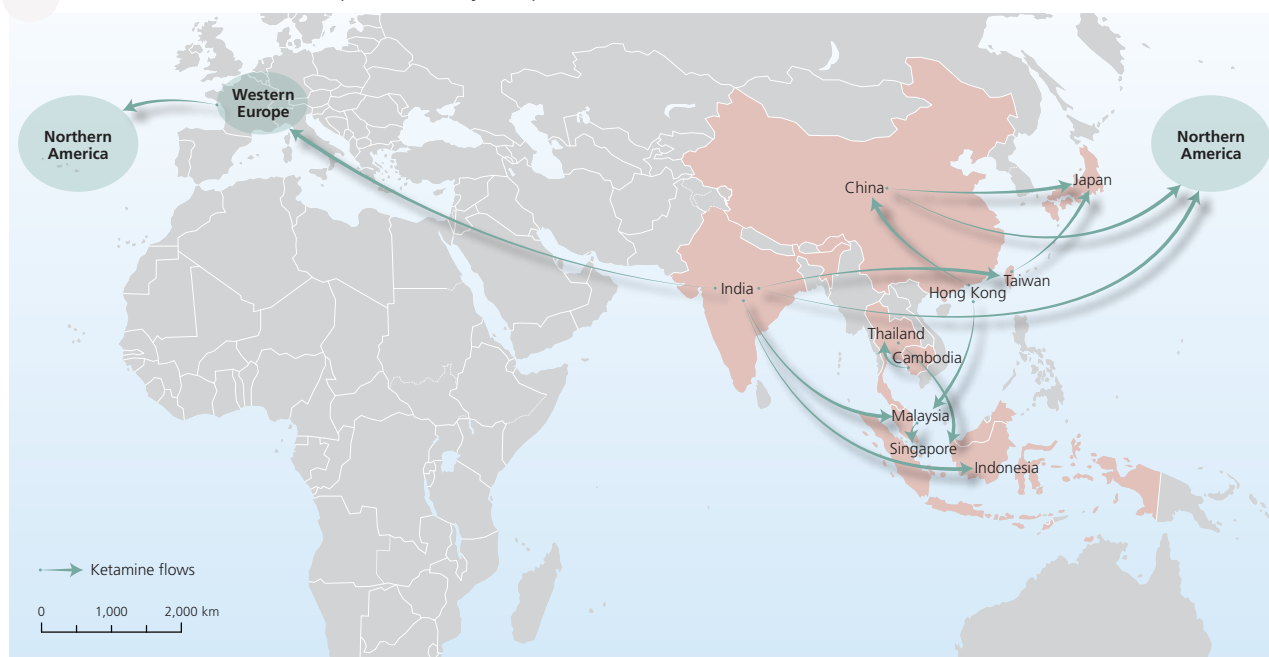 Western
Europe
Northern
America
Northern
America
China
Japan
India
Taiwan
Hong Kong
Thailand
Cambodia
Malaysia
Singapore
Indonesia
Ketamine flows
0 1,000 2,000 km